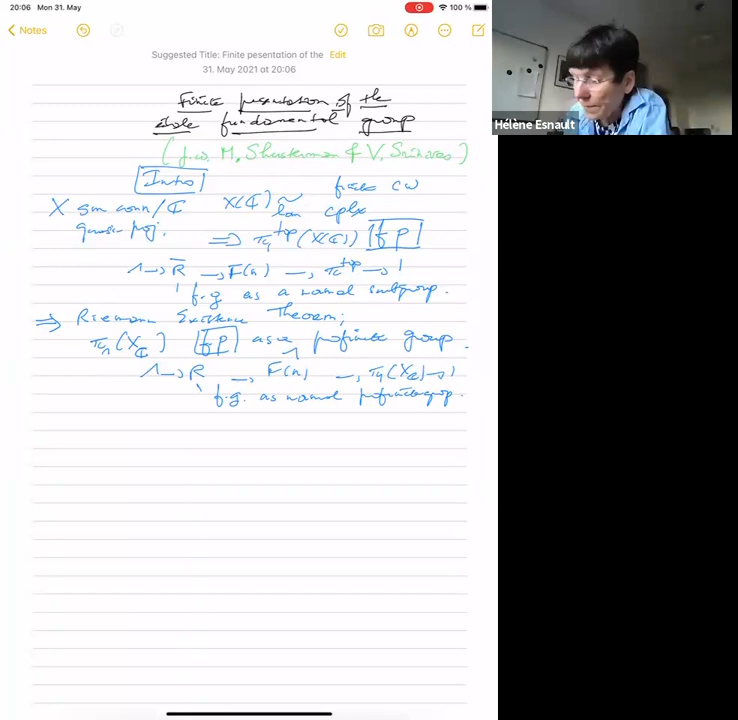 20:06 Mon 31. May
100 %
Notes
Suggested Title: Finite pesentation of the Edit
31. May 2021 at 20:06
Finite presentation of the
étale fundamental group
(j.w. M. Shusterman & V. Srinivas)
Intro
X sm conn/ℂ X(ℂ) ≈ finite CW
quasi-proj. cplx
⇒ π₁^top(X(ℂ)) f P
1 → R → F(n) → π₁^top → 1
f.g. as a normal subgroup.
⇒ Riemann Existence Theorem;
π₁(X_ℂ) f P as a profinite group.
1 → R → F(n)^ → π₁(X_ℂ) → 1
f.g. as normal profinite group.
Hélène Esnault